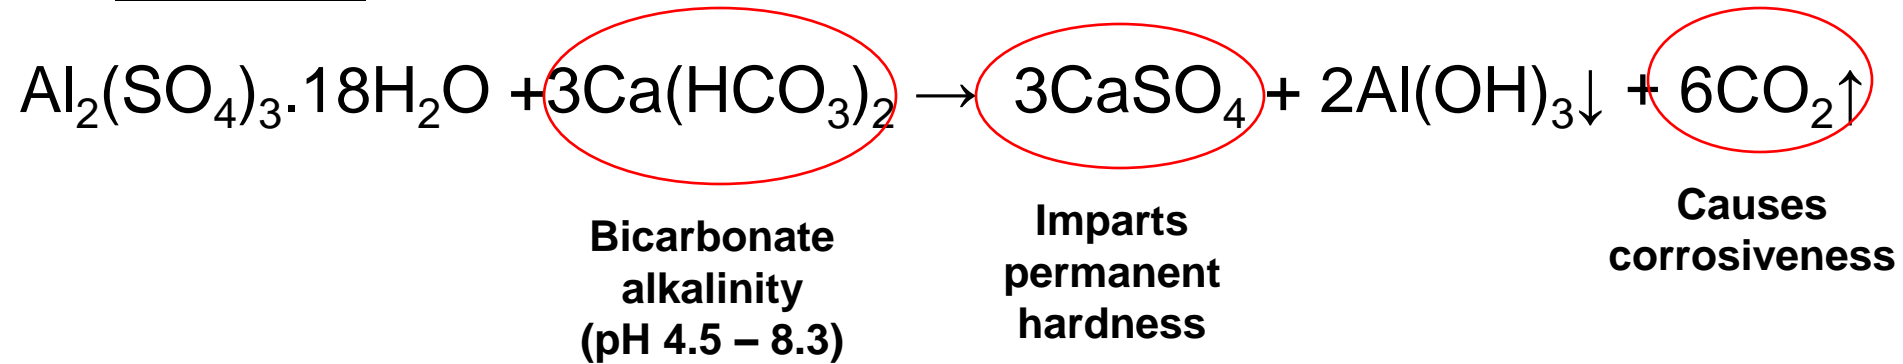 Al₂(SO₄)₃.18H₂O +3Ca(HCO₃)₂ → 3CaSO₄ + 2Al(OH)₃↓ + 6CO₂↑
Bicarbonate
alkalinity
(pH 4.5 – 8.3)
Imparts
permanent
hardness
Causes
corrosiveness